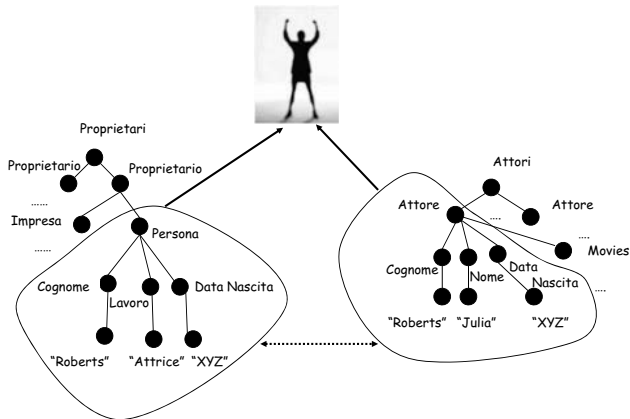 Proprietari
Proprietario
Proprietario
......
Impresa
......
Persona
Cognome
Lavoro
Data Nascita
"Roberts"
"Attrice"
"XYZ"
Attori
Attore
....
Attore
....
Movies
Cognome
Nome
Data
Nascita
....
"Roberts"
"Julia"
"XYZ"